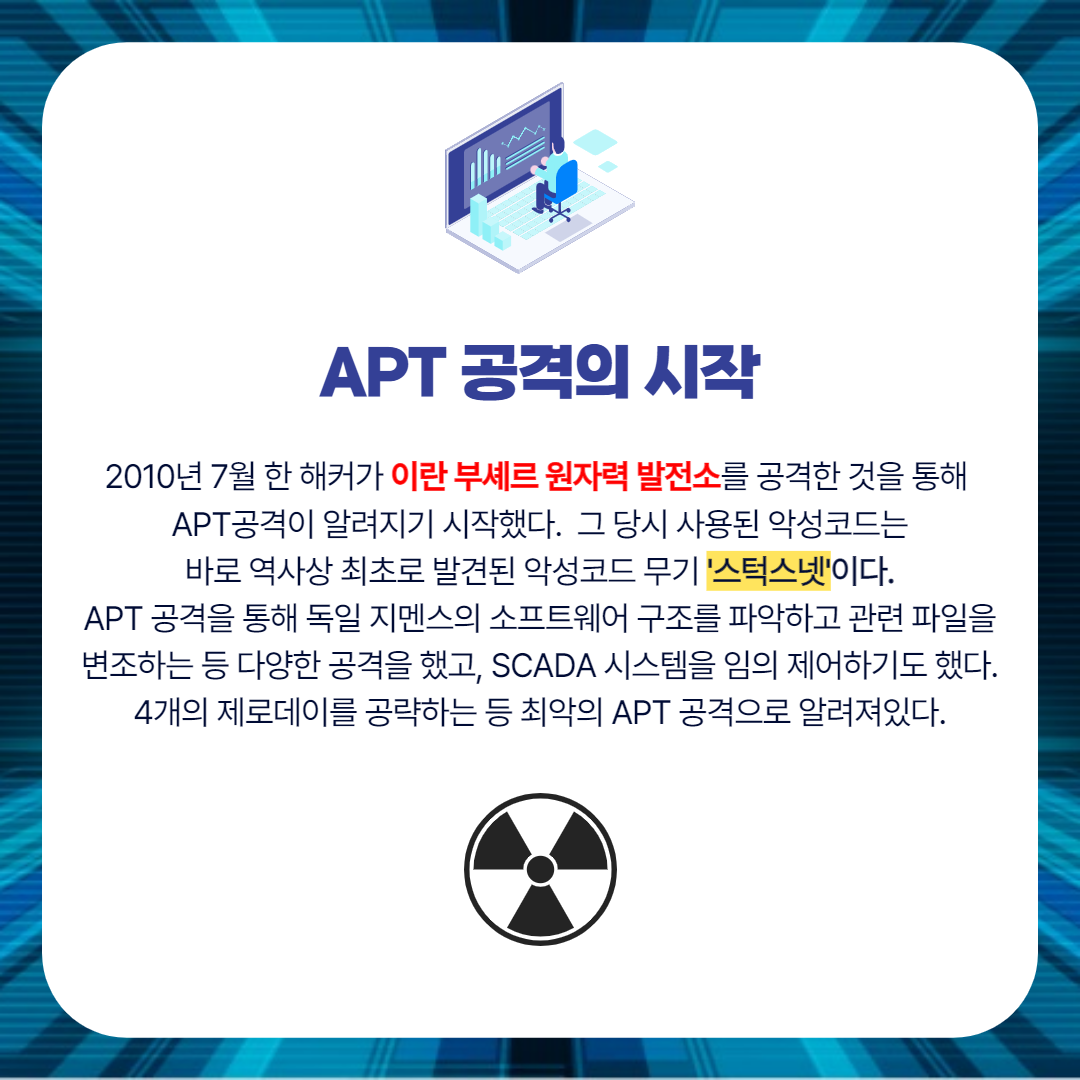 APT 공격의 시작
2010년 7월 한 해커가 이란 부셰르 원자력 발전소를 공격한 것을 통해
APT공격이 알려지기 시작했다. 그 당시 사용된 악성코드는
바로 역사상 최초로 발견된 악성코드 무기 '스턱스넷'이다.
APT 공격을 통해 독일 지멘스의 소프트웨어 구조를 파악하고 관련 파일을
변조하는 등 다양한 공격을 했고, SCADA 시스템을 임의 제어하기도 했다.
4개의 제로데이를 공략하는 등 최악의 APT 공격으로 알려져있다.